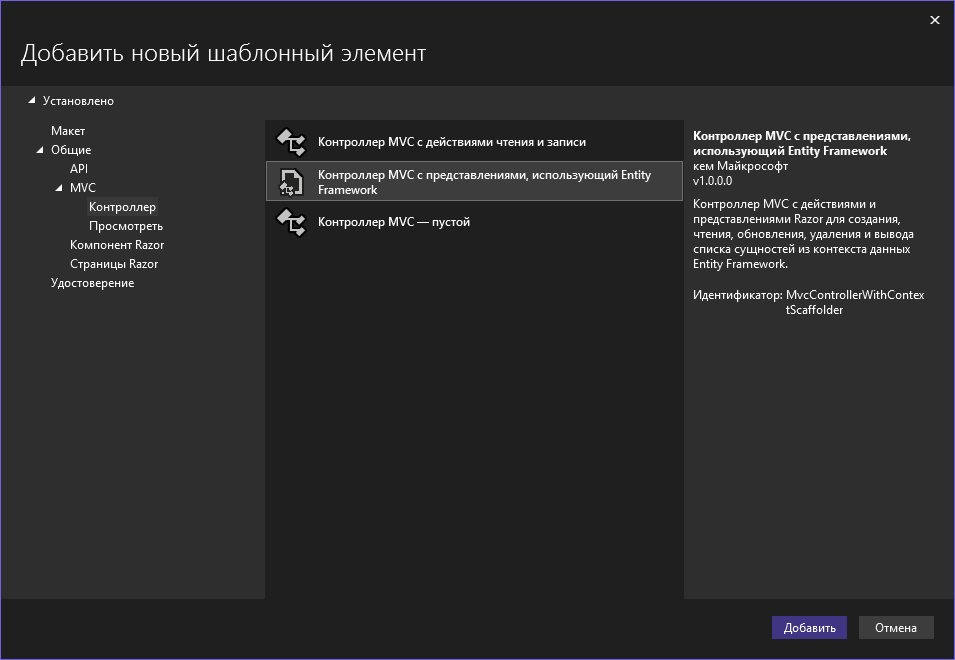 Добавить новый шаблонный элемент
Установлено
Макет
Общие
API
MVC
Контроллер
Просмотреть
Компонент Razor
Страницы Razor
Удостоверение
Контроллер MVC с действиями чтения и записи
Контроллер MVC с представлениями, использующий Entity
Framework
Контроллер MVC — пустой
Контроллер MVC с представлениями,
использующий Entity Framework
кем Майкрософт
v1.0.0.0
Контроллер MVC с действиями и
представлениями Razor для создания,
чтения, обновления, удаления и вывода
списка сущностей из контекста данных
Entity Framework.
Идентификатор: MvcControllerWithContex
tScaffolder
Добавить
Отмена